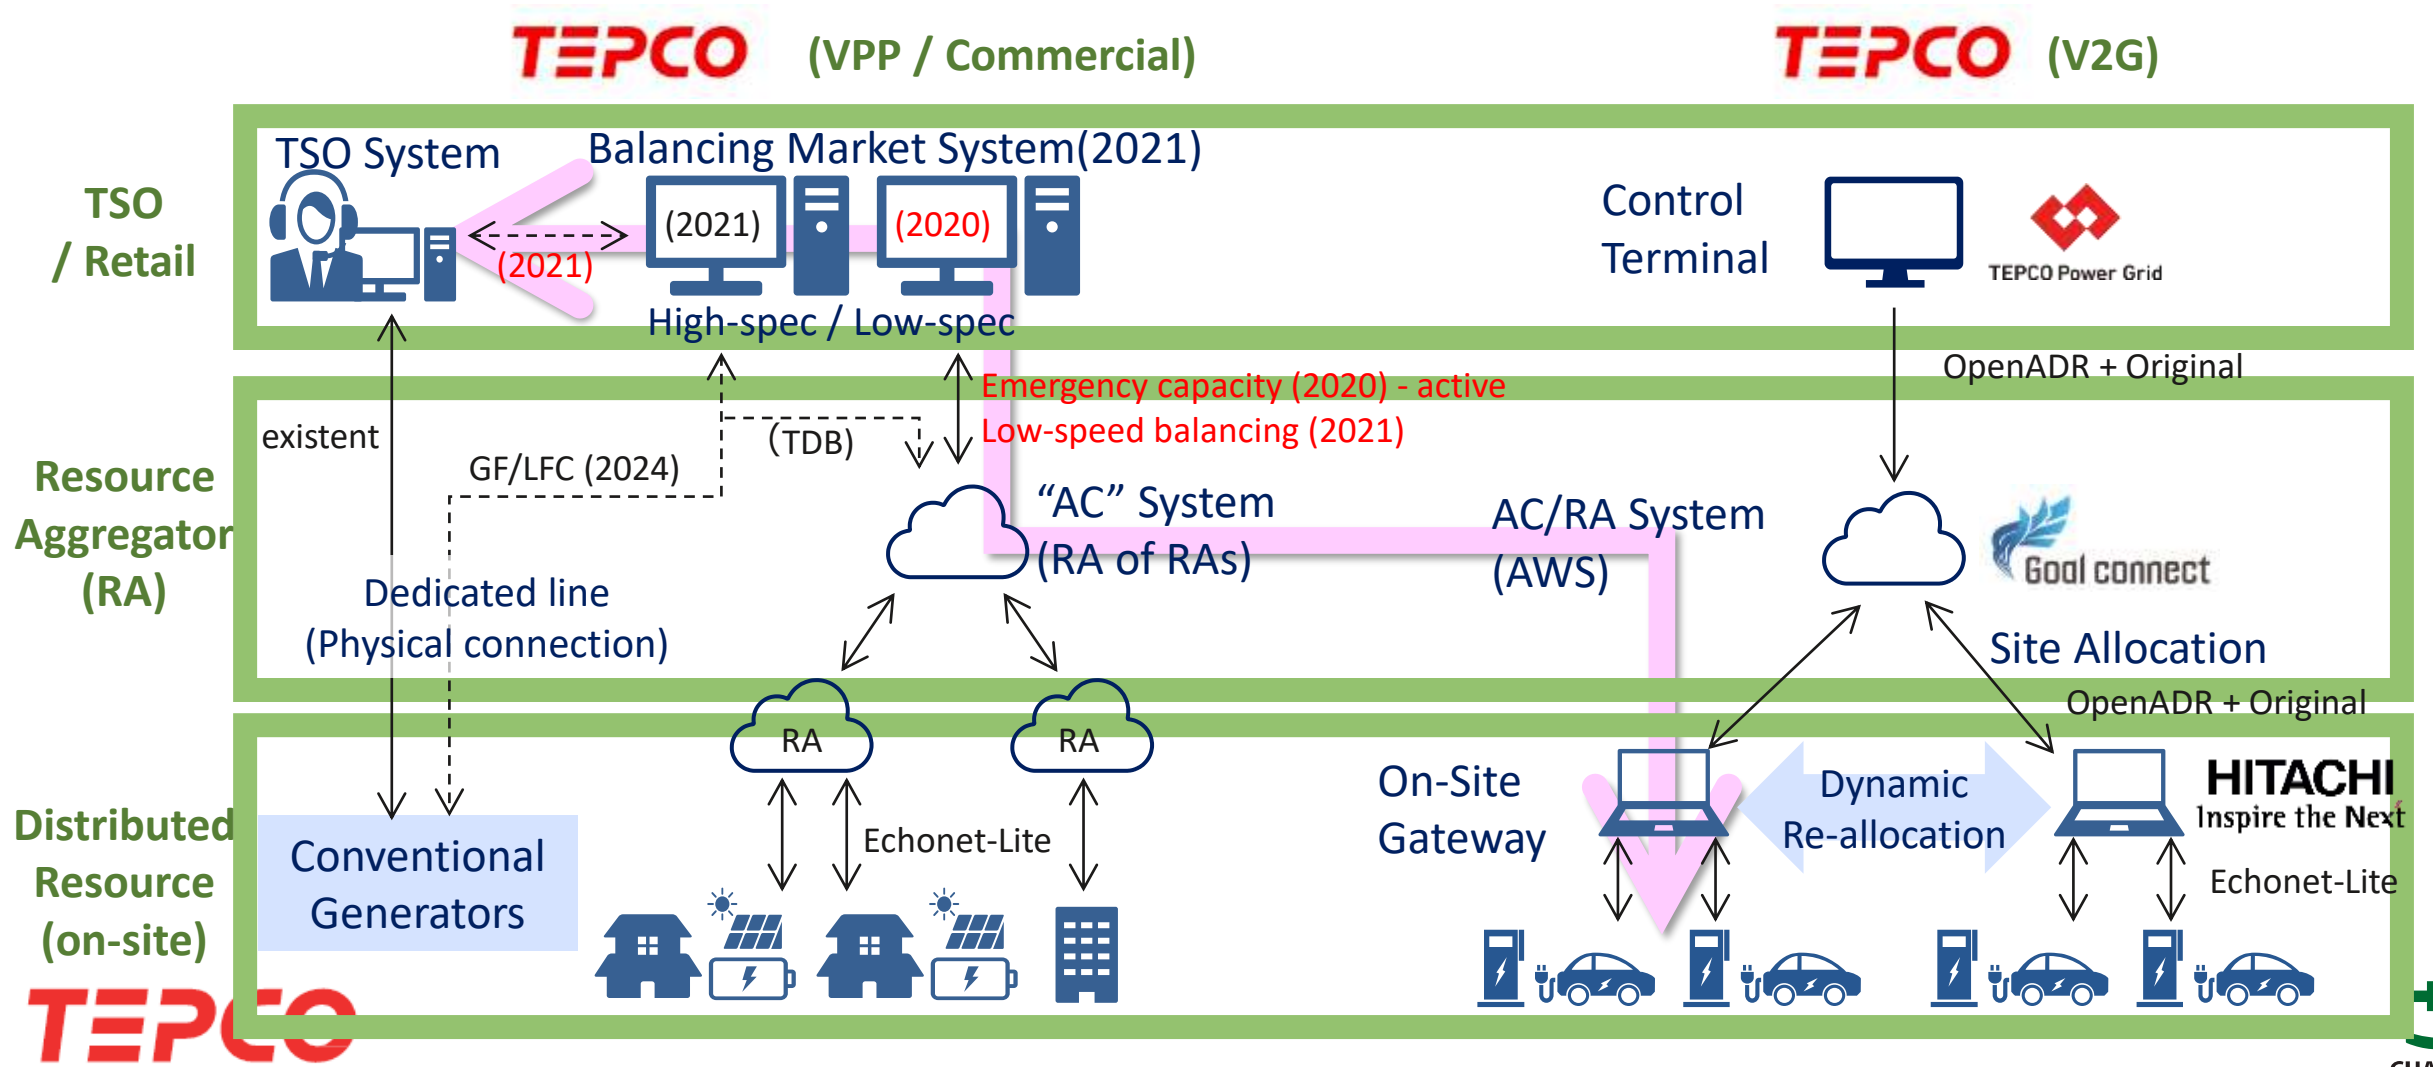 TEPCO (VPP / Commercial)
TEPCO (V2G)
TSO
/ Retail
TSO System
Balancing Market System(2021)
(2021)
(2021)
(2020)
High-spec / Low-spec
Control
Terminal
TEPCO Power Grid
OpenADR + Original
Resource
Aggregator
(RA)
existent
GF/LFC (2024)
(TDB)
Emergency capacity (2020) - active
Low-speed balancing (2021)
"AC" System
(RA of RAs)
AC/RA System
(AWS)
Goal connect
Dedicated line
(Physical connection)
Site Allocation
OpenADR + Original
Distributed
Resource
(on-site)
Conventional
Generators
RA
RA
Echonet-Lite
On-Site
Gateway
Dynamic
Re-allocation
HITACHI
Inspire the Next
Echonet-Lite
TEPCO